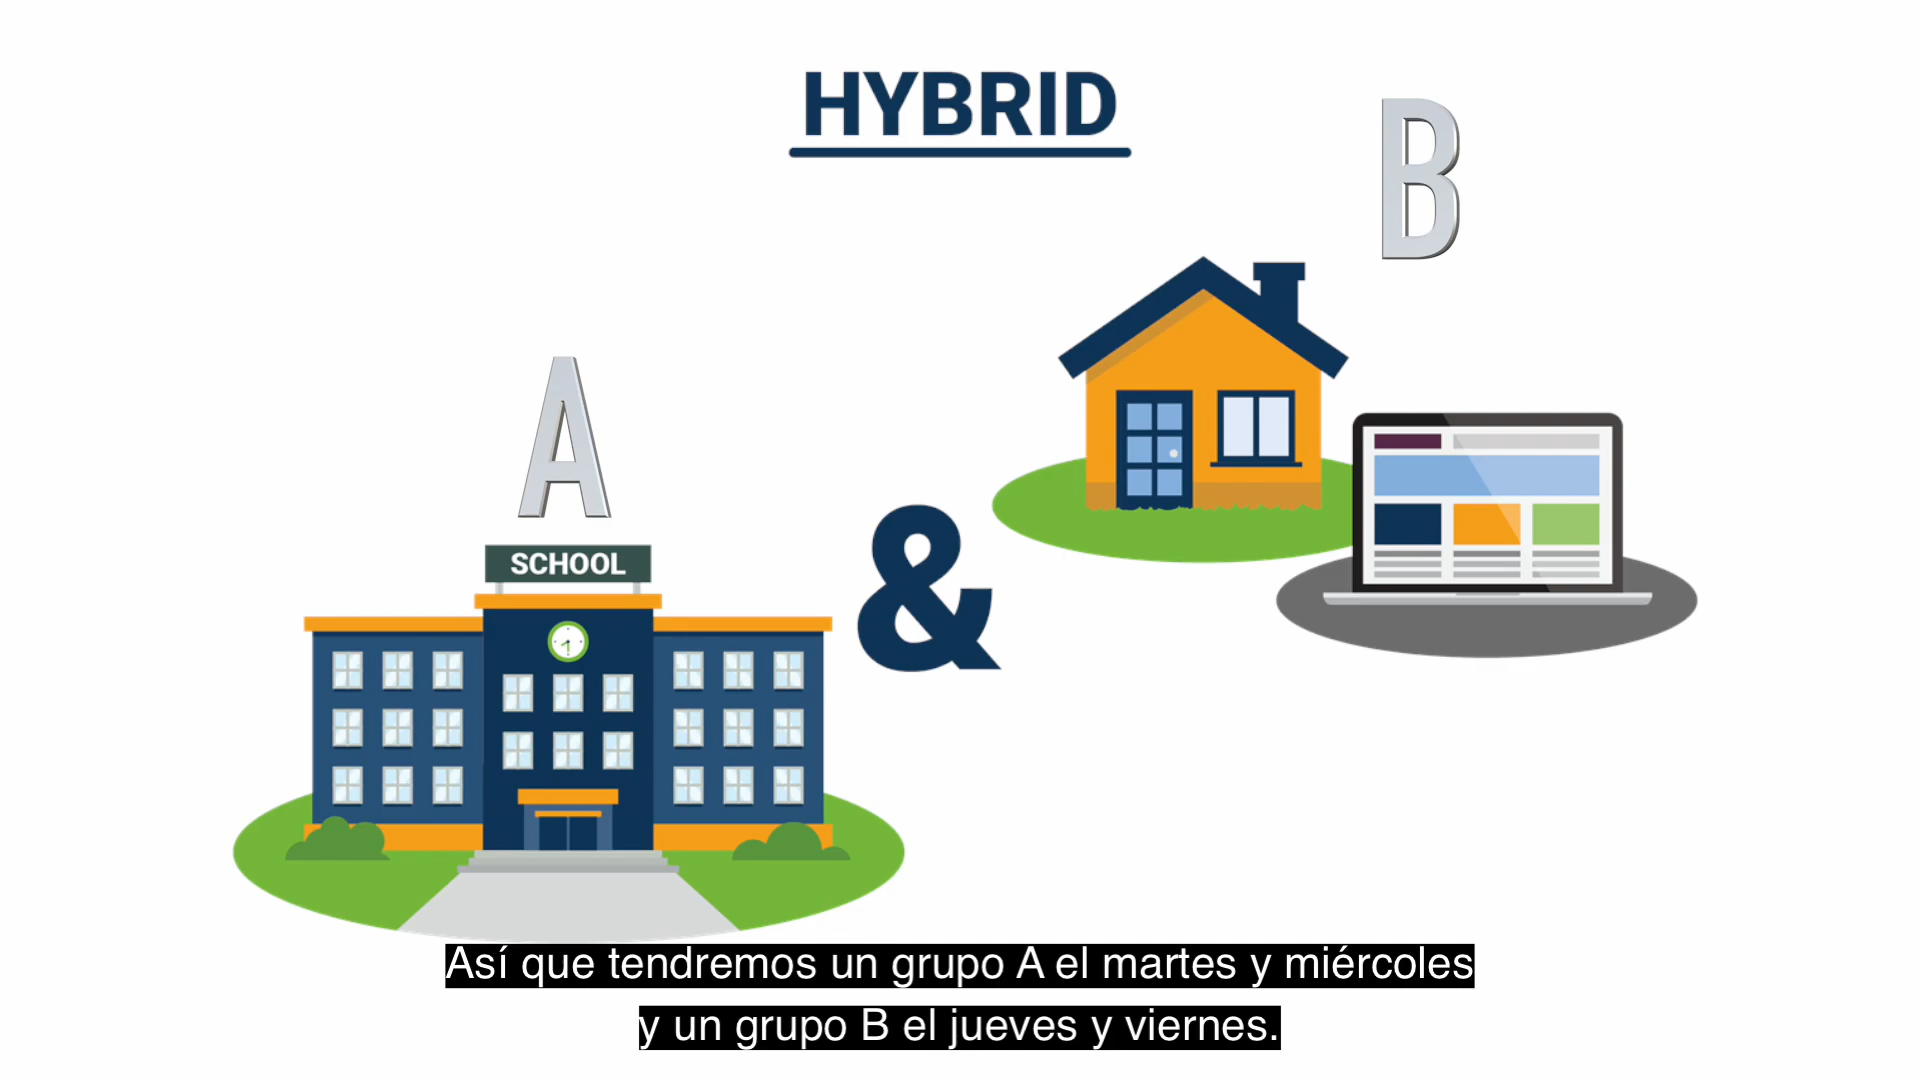 HYBRID
B
A
SCHOOL
&
Así que tendremos un grupo A el martes y miércoles
y un grupo B el jueves y viernes.